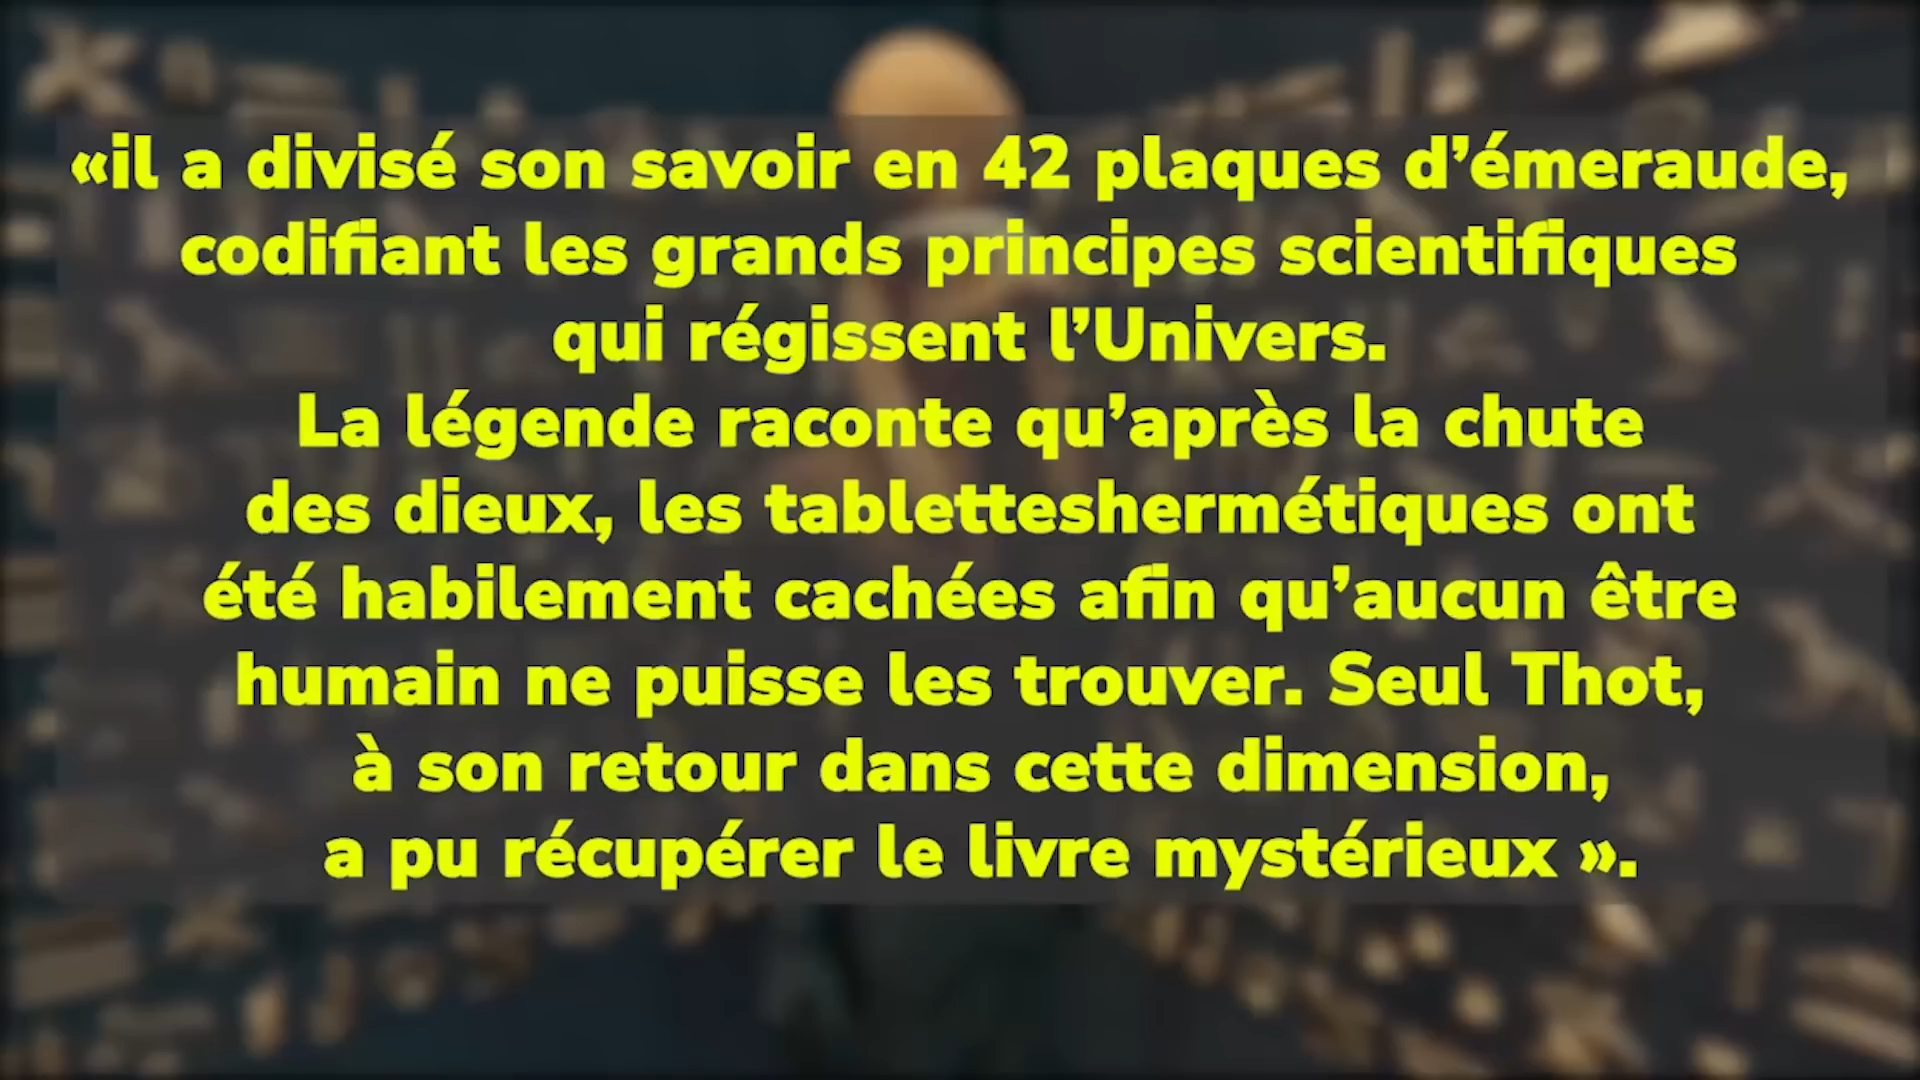 «il a divisé son savoir en 42 plaques d’émeraude,
codifiant les grands principes scientifiques
qui régissent l’Univers.
La légende raconte qu’après la chute
des dieux, les tabletteshermétiques ont
été habilement cachées afin qu’aucun être
humain ne puisse les trouver. Seul Thot,
à son retour dans cette dimension,
a pu récupérer le livre mystérieux ».